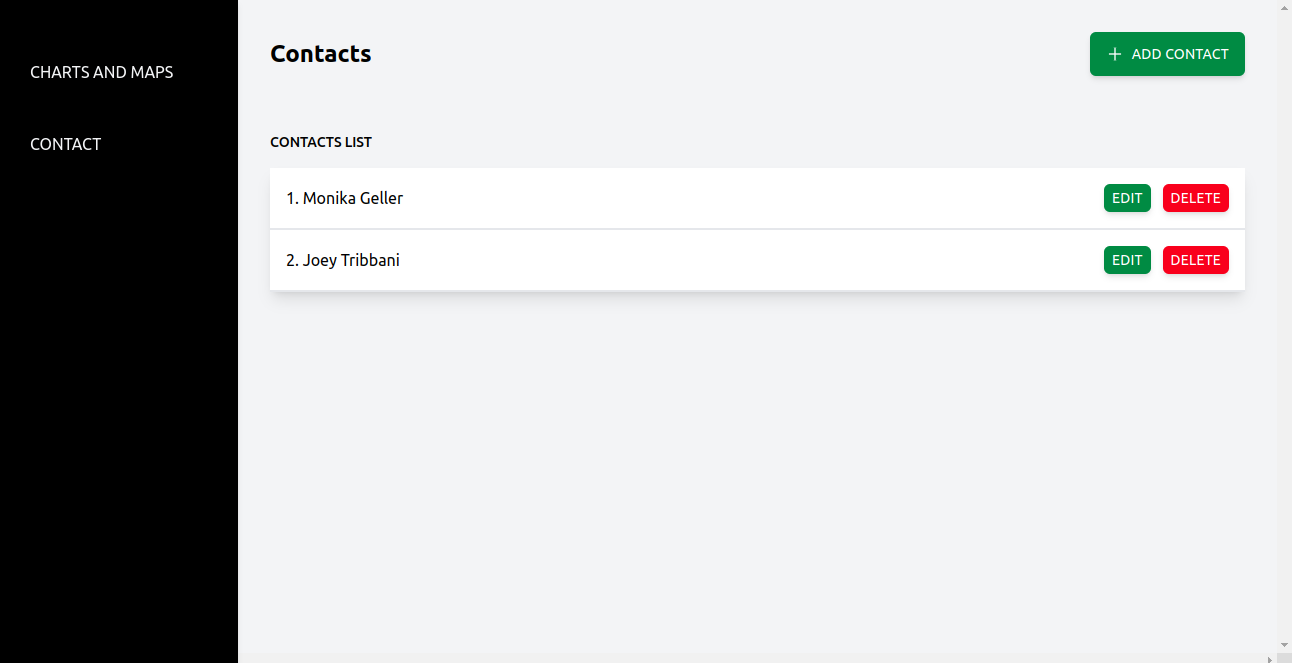 CHARTS AND MAPS
CONTACT
Contacts
ADD CONTACT
CONTACTS LIST
1. Monika Geller EDIT DELETE
2. Joey Tribbani EDIT DELETE